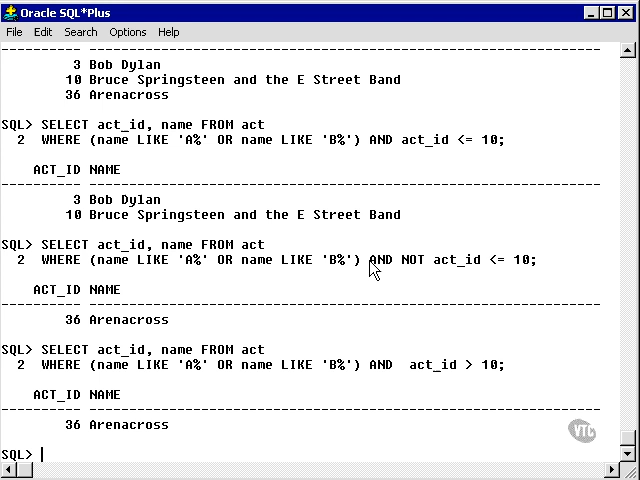 Oracle SQL*Plus
File Edit Search Options Help
---------- --------------------------------------------------------------
3 Bob Dylan
10 Bruce Springsteen and the E Street Band
36 Arenacross
SQL> SELECT act_id, name FROM act
2 WHERE (name LIKE 'A%' OR name LIKE 'B%') AND act_id <= 10;
ACT_ID NAME
---------- --------------------------------------------------------------
3 Bob Dylan
10 Bruce Springsteen and the E Street Band
SQL> SELECT act_id, name FROM act
2 WHERE (name LIKE 'A%' OR name LIKE 'B%') AND NOT act_id <= 10;
ACT_ID NAME
---------- --------------------------------------------------------------
36 Arenacross
SQL> SELECT act_id, name FROM act
2 WHERE (name LIKE 'A%' OR name LIKE 'B%') AND  act_id > 10;
ACT_ID NAME
---------- --------------------------------------------------------------
36 Arenacross
VTC
SQL>